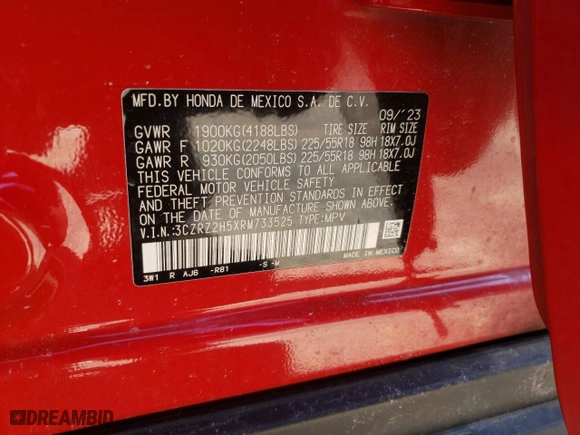 MFD.BY HONDA DE MEXICO S.A. DE C.V.
09/'23
GVWR 1900KG(4188LBS) TIRE SIZE RIM SIZE
GAWR F 1020KG(2248LBS) 225/55R18 98H 18X7.0J
GAWR R 930KG(2050LBS) 225/55R18 98H 18X7.0J
THIS VEHICLE CONFORMS TO ALL APPLICABLE
FEDERAL MOTOR VEHICLE SAFETY
AND THEFT PREVENTION STANDARDS IN EFFECT
ON THE DATE OF MANUFACTURE SHOWN ABOVE.
V.I.N.:3CZRZ2H5XRM733525 TYPE:MPV
3W1 R AJ6 -R81 -S -M
MADE IN MEXICO
DREAMBID